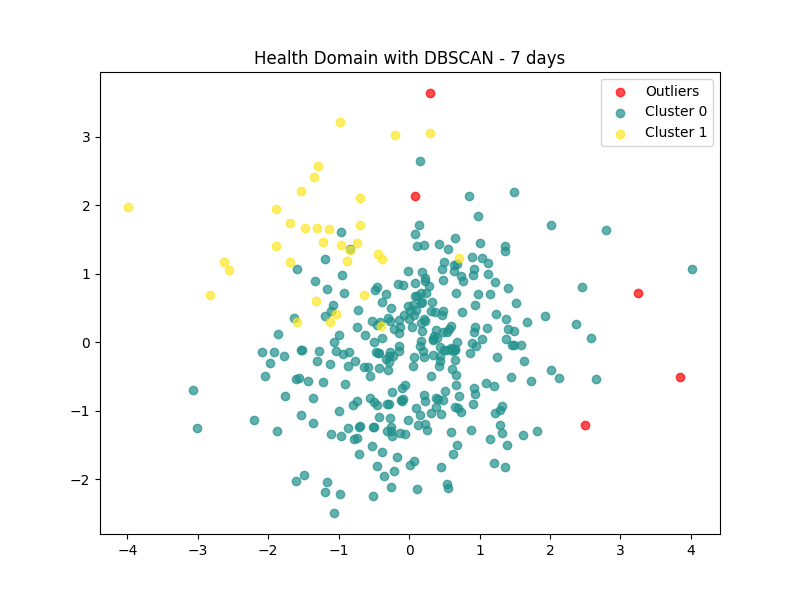 Health Domain with DBSCAN - 7 days
Outliers
Cluster 0
Cluster 1
3
2
1
0
−1
−2
−4 −3 −2 −1 0 1 2 3 4